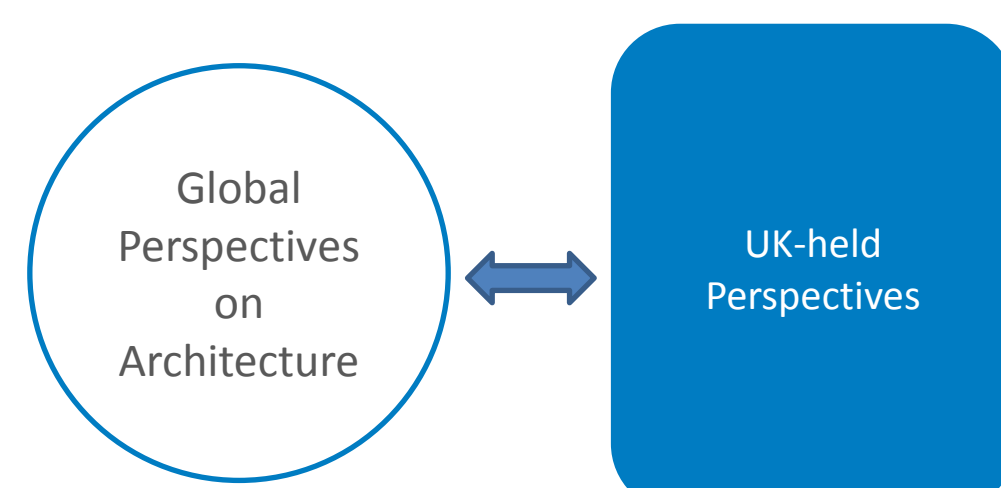 Global
Perspectives
on
Architecture
UK-held
Perspectives